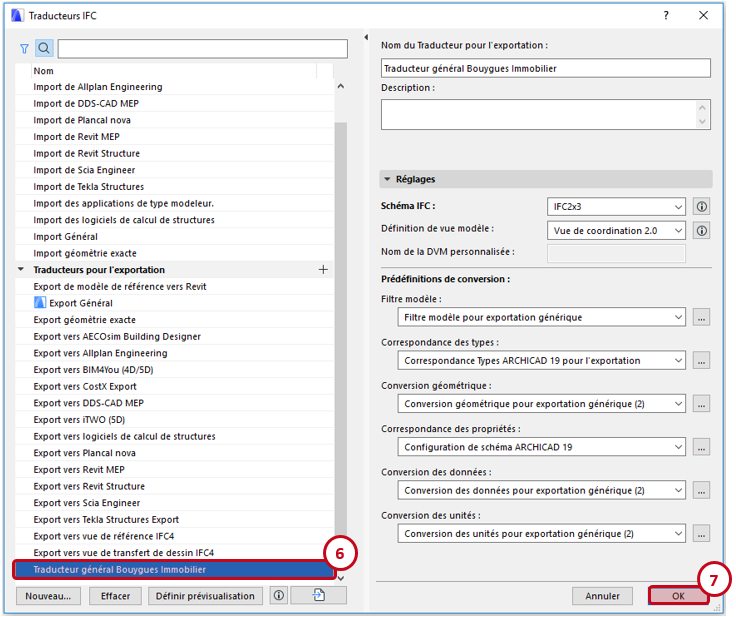 Traducteurs IFC
?
Nom
Import de Allplan Engineering
Import de DDS-CAD MEP
Import de Plancal nova
Import de Revit MEP
Import de Revit Structure
Import de Scia Engineer
Import de Tekla Structures
Import des applications de type modeleur.
Import des logiciels de calcul de structures
Import Général
Import géométrie exacte
Traducteurs pour l'exportation
Export de modèle de référence vers Revit
Export Général
Export géométrie exacte
Export vers AECOsim Building Designer
Export vers Allplan Engineering
Export vers BIM4You (4D/5D)
Export vers CostX Export
Export vers DDS-CAD MEP
Export vers iTWO (5D)
Export vers logiciels de calcul de structures
Export vers Plancal nova
Export vers Revit MEP
Export vers Revit Structure
Export vers Scia Engineer
Export vers Tekla Structures Export
Export vers vue de référence IFC4
Export vers vue de transfert de dessin IFC4
Traducteur général Bouygues Immobilier
6
Nouveau...
Effacer
Définir prévisualisation
Nom du Traducteur pour l'exportation :
Traducteur général Bouygues Immobilier
Description :
Réglages
Schéma IFC :
IFC2x3
Définition de vue modèle :
Vue de coordination 2.0
Nom de la DVM personnalisée :
Prédéfinitions de conversion :
Filtre modèle :
Filtre modèle pour exportation générique
...
Correspondance des types :
Correspondance Types ARCHICAD 19 pour l'exportation
...
Conversion géométrique :
Conversion géométrique pour exportation générique (2)
...
Correspondance des propriétés :
Configuration de schéma ARCHICAD 19
...
Conversion des données :
Conversion des données pour exportation générique (2)
...
Conversion des unités :
Conversion des unités pour exportation générique (2)
...
7
Annuler
OK